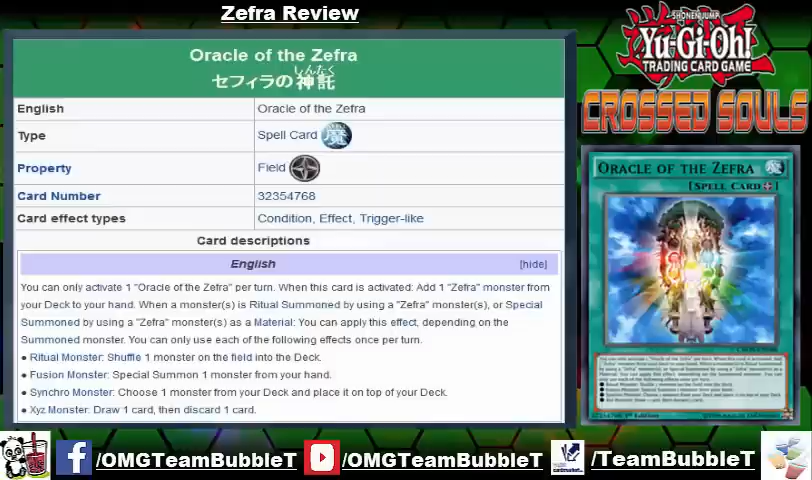 Zefra Review
Oracle of the Zefra
しんたく
セフィラの神託
English Oracle of the Zefra
Type Spell Card 魔
Property Field
Card Number 32354768
Card effect types Condition, Effect, Trigger-like
Card descriptions
English [hide]
You can only activate 1 "Oracle of the Zefra" per turn. When this card is activated: Add 1 "Zefra" monster from
your Deck to your hand. When a monster(s) is Ritual Summoned by using a "Zefra" monster(s), or Special
Summoned by using a "Zefra" monster(s) as a Material: You can apply this effect, depending on the
Summoned monster. You can only use each of the following effects once per turn.
● Ritual Monster: Shuffle 1 monster on the field into the Deck.
● Fusion Monster: Special Summon 1 monster from your hand.
● Synchro Monster: Choose 1 monster from your Deck and place it on top of your Deck.
● Xyz Monster: Draw 1 card, then discard 1 card.
SHONEN JUMP
Yu-Gi-Oh!
TRADING CARD GAME
CROSSED SOULS
ORACLE OF THE ZEFRA
[SPELL CARD]
32354768 1st Edition
/OMGTeamBubbleT
/OMGTeamBubbleT
/TeamBubbleT